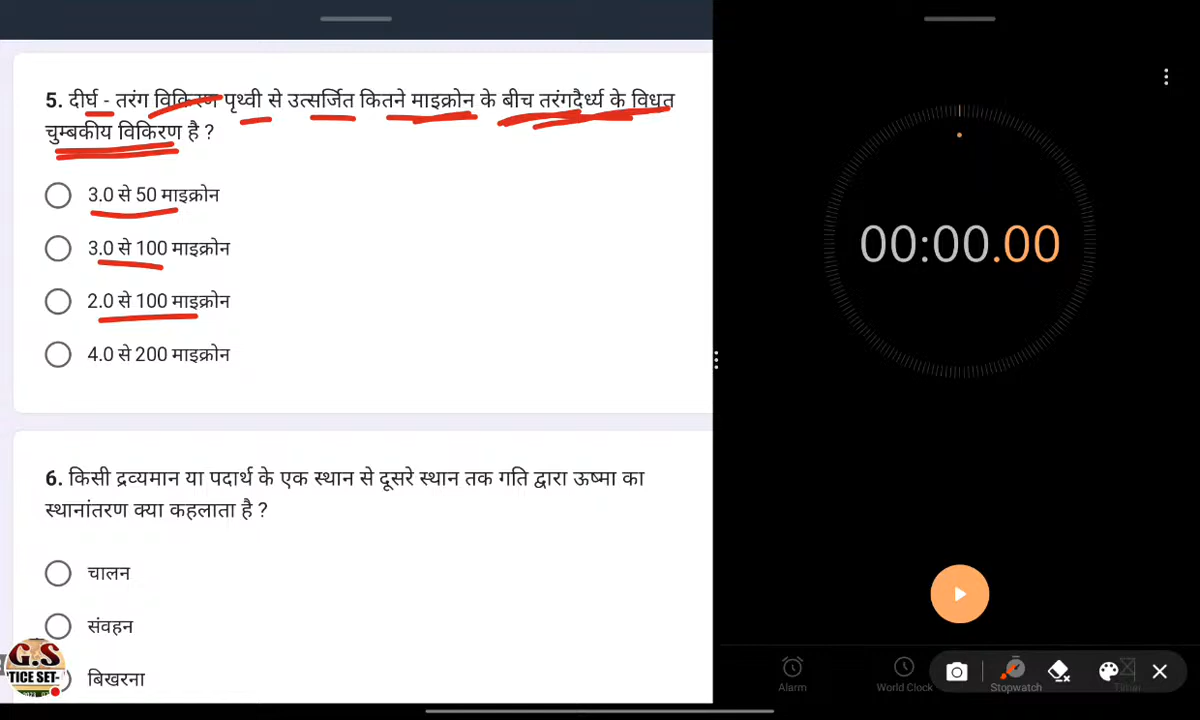 5. दीर्घ - तरंग विकिरण पृथ्वी से उत्सर्जित कितने माइक्रोन के बीच तरंगदैर्ध्य के विधुत
चुम्बकीय विकिरण है ?
3.0 से 50 माइक्रोन
3.0 से 100 माइक्रोन
2.0 से 100 माइक्रोन
4.0 से 200 माइक्रोन
6. किसी द्रव्यमान या पदार्थ के एक स्थान से दूसरे स्थान तक गति द्वारा ऊष्मा का
स्थानांतरण क्या कहलाता है ?
चालन
संवहन
बिखरना
G.S
TICE SET-
00:00.00
Alarm
World Clock
Stopwatch
Timer